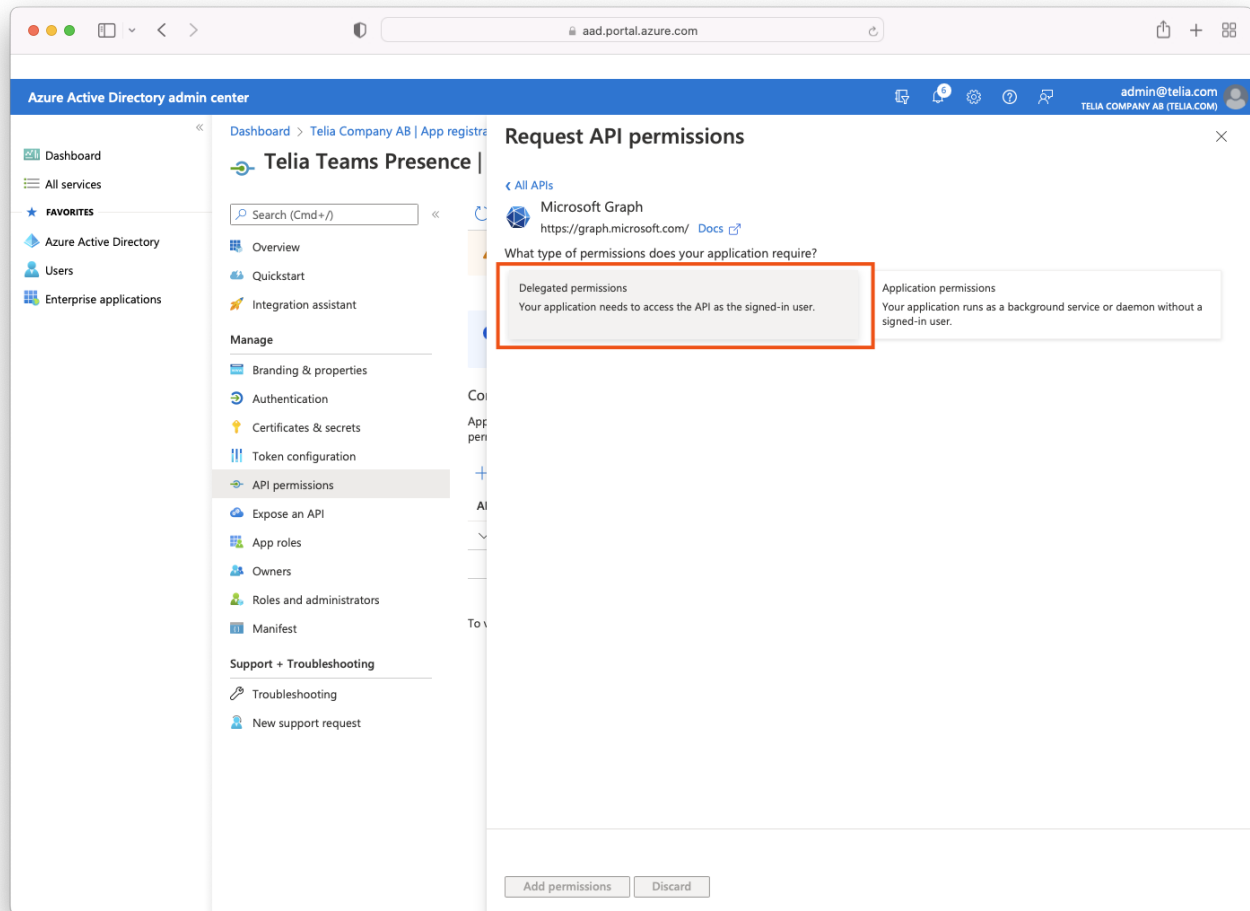 aad.portal.azure.com
Azure Active Directory admin center
6
admin@telia.com
TELIA COMPANY AB (TELIA.COM)
«
Dashboard
All services
FAVORITES
Azure Active Directory
Users
Enterprise applications
Dashboard > Telia Company AB | App registra
Telia Teams Presence |
Search (Cmd+/)
«
Overview
Quickstart
Integration assistant
Manage
Branding & properties
Authentication
Certificates & secrets
Token configuration
API permissions
Expose an API
App roles
Owners
Roles and administrators
Manifest
Support + Troubleshooting
Troubleshooting
New support request
Co
App
per
+
To
Request API permissions
All APIs
Microsoft Graph
https://graph.microsoft.com/ Docs
What type of permissions does your application require?
Delegated permissions
Your application needs to access the API as the signed-in user.
Application permissions
Your application runs as a background service or daemon without a
signed-in user.
Add permissions
Discard